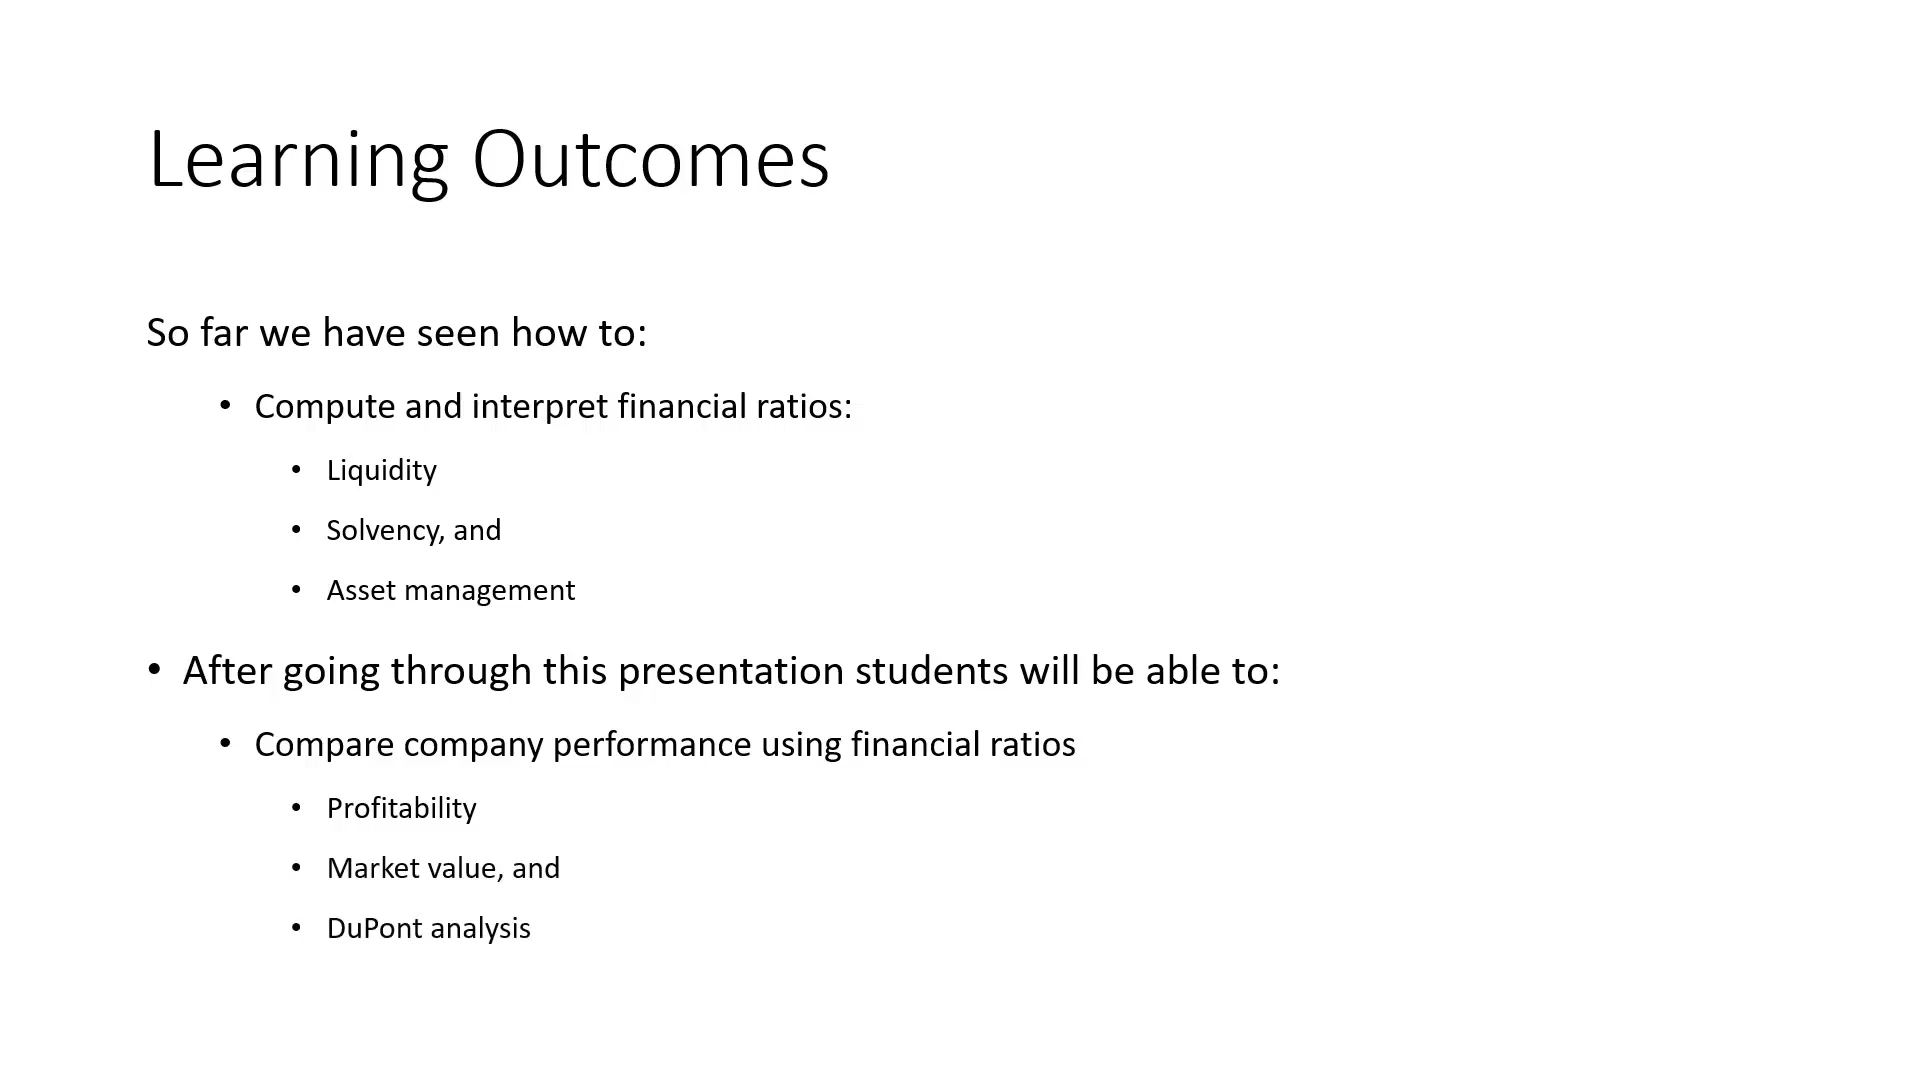 Learning Outcomes
So far we have seen how to:
• Compute and interpret financial ratios:
• Liquidity
• Solvency, and
• Asset management
• After going through this presentation students will be able to:
• Compare company performance using financial ratios
• Profitability
• Market value, and
• DuPont analysis